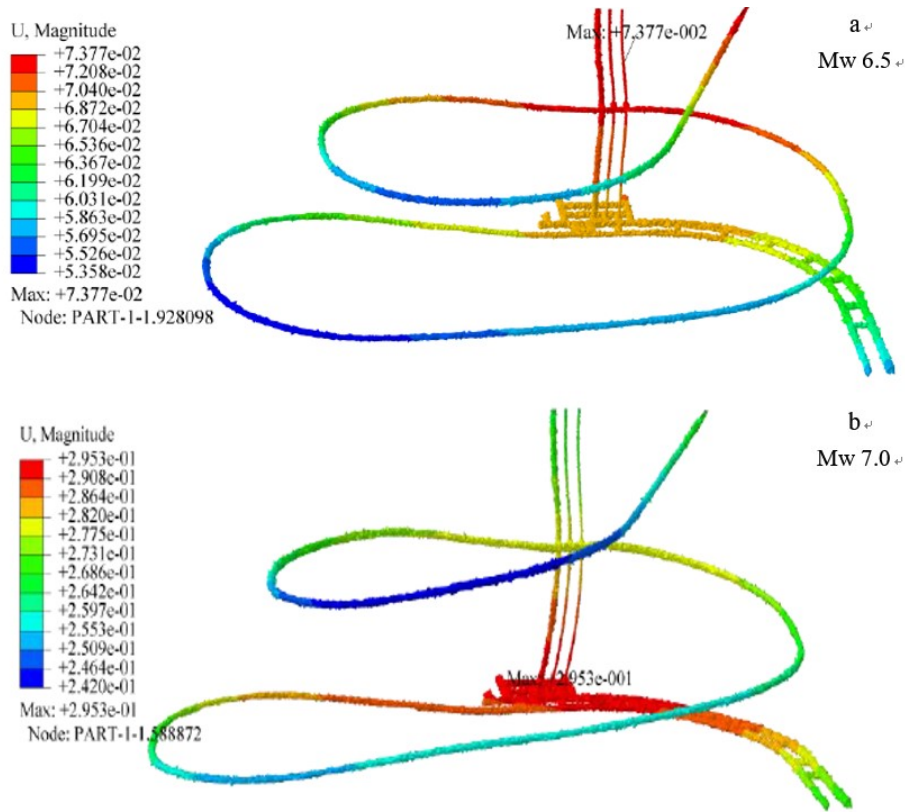 U, Magnitude
+7.377e-02
+7.208e-02
+7.040e-02
+6.872e-02
+6.704e-02
+6.536e-02
+6.367e-02
+6.199e-02
+6.031e-02
+5.863e-02
+5.695e-02
+5.526e-02
+5.358e-02
Max: +7.377e-02
Node: PART-1-1.928098
Max: +7.377e-002
a
Mw 6.5
U, Magnitude
+2.953e-01
+2.908e-01
+2.864e-01
+2.820e-01
+2.775e-01
+2.731e-01
+2.686e-01
+2.642e-01
+2.597e-01
+2.553e-01
+2.509e-01
+2.464e-01
+2.420e-01
Max: +2.953e-01
Node: PART-1-1.588872
Max: +2.953e-001
b
Mw 7.0